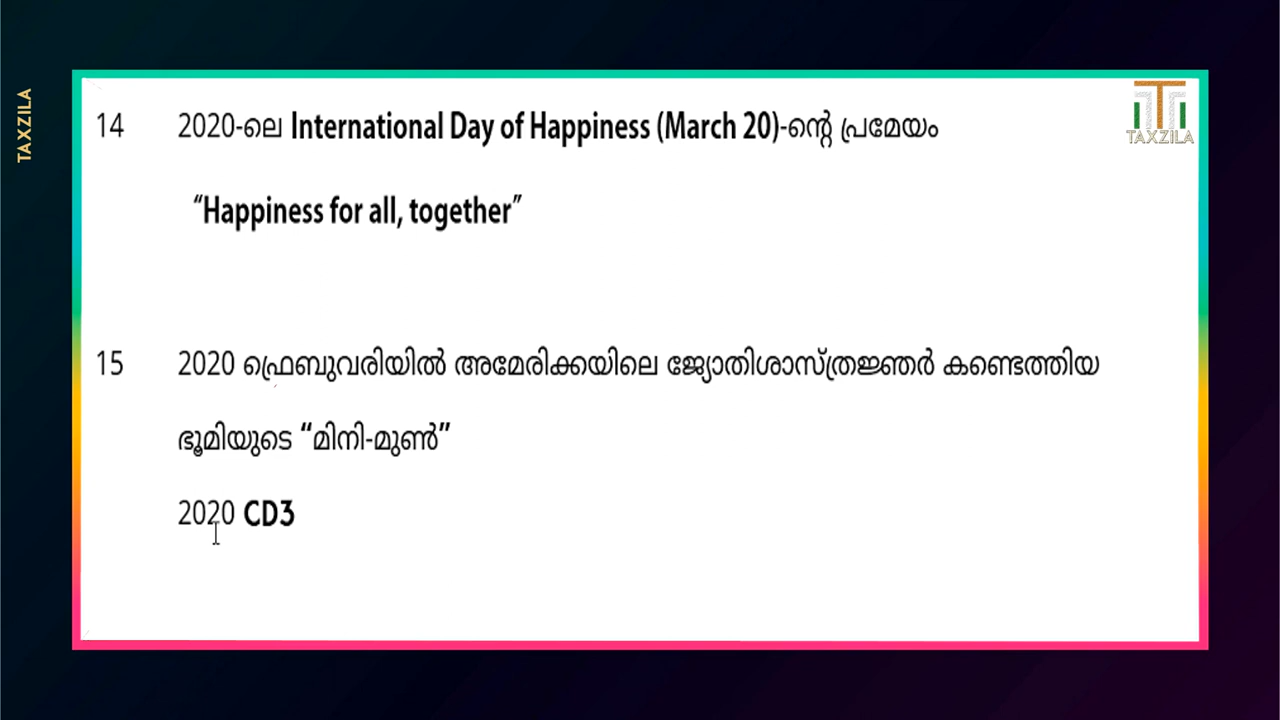 TAXZILA
TAXZILA
14 2020-ലെ International Day of Happiness (March 20)-ന്റെ പ്രമേയം
“Happiness for all, together”
15 2020 ഫ്രെബുവരിയിൽ അമേരിക്കയിലെ ജ്യോതിശാസ്ത്രജ്ഞർ കണ്ടെത്തിയ
ഭൂമിയുടെ “മിനി-മുൺ”
2020 CD3